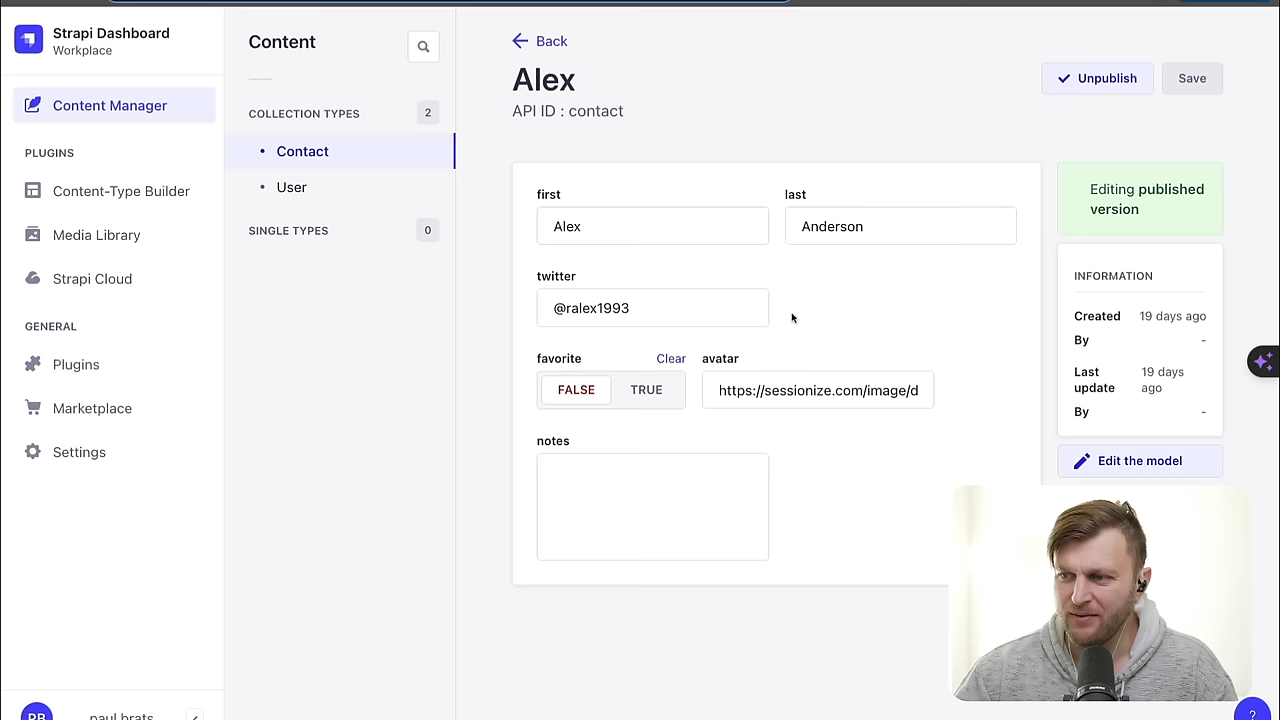 Strapi Dashboard
Workplace
Content Manager
PLUGINS
Content-Type Builder
Media Library
Strapi Cloud
GENERAL
Plugins
Marketplace
Settings
PB
paul brats
Content
COLLECTION TYPES 2
Contact
User
SINGLE TYPES 0
Back
Alex
API ID : contact
Unpublish
Save
first
Alex
last
Anderson
twitter
@ralex1993
favorite
Clear
FALSE
TRUE
avatar
https://sessionize.com/image/d
notes
Editing published
version
INFORMATION
Created 19 days ago
By -
Last 19 days
update ago
By -
Edit the model
?